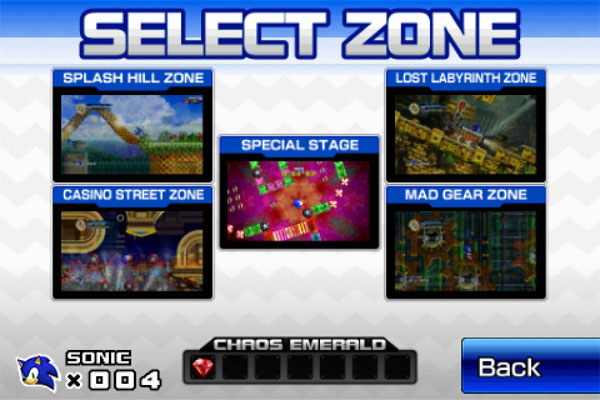 SELECT ZONE
SPLASH HILL ZONE
LOST LABYRINTH ZONE
SPECIAL STAGE
CASINO STREET ZONE
MAD GEAR ZONE
CHAOS EMERALD
SONIC
×004
Back